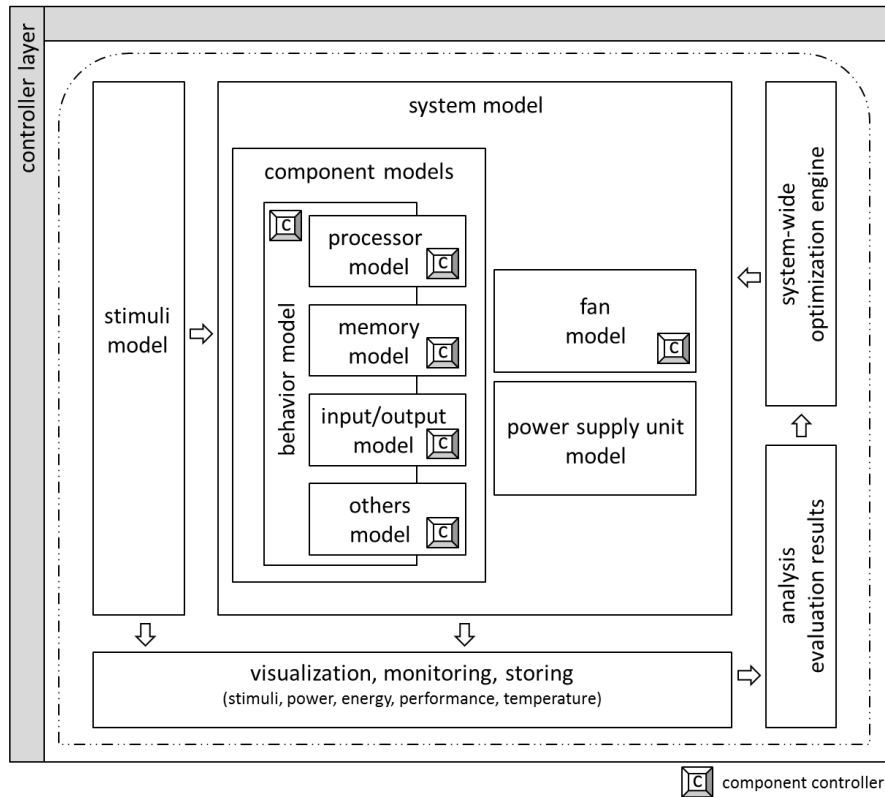 controller layer
stimuli
model
system model
component models
behavior model
C
processor
model
C
memory
model
C
input/output
model
C
others
model
C
fan
model
C
power supply unit
model
system-wide
optimization engine
analysis
evaluation results
visualization, monitoring, storing
(stimuli, power, energy, performance, temperature)
C component controller